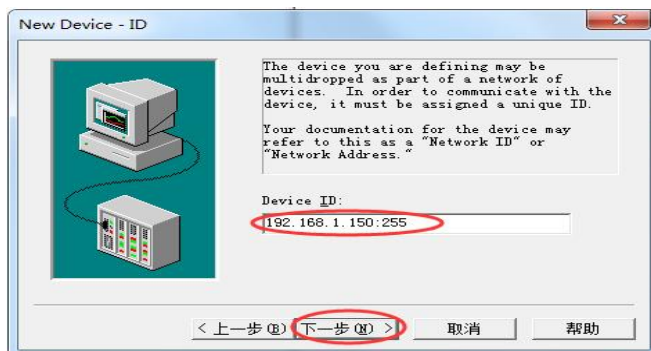 New Device - ID
The device you are defining may be
multidropped as part of a network of
devices. In order to communicate with the
device, it must be assigned a unique ID.
Your documentation for the device may
refer to this as a "Network ID" or
"Network Address."
Device ID:
192.168.1.150:255
< 上一步(B) 下一步(N) > 取消 帮助